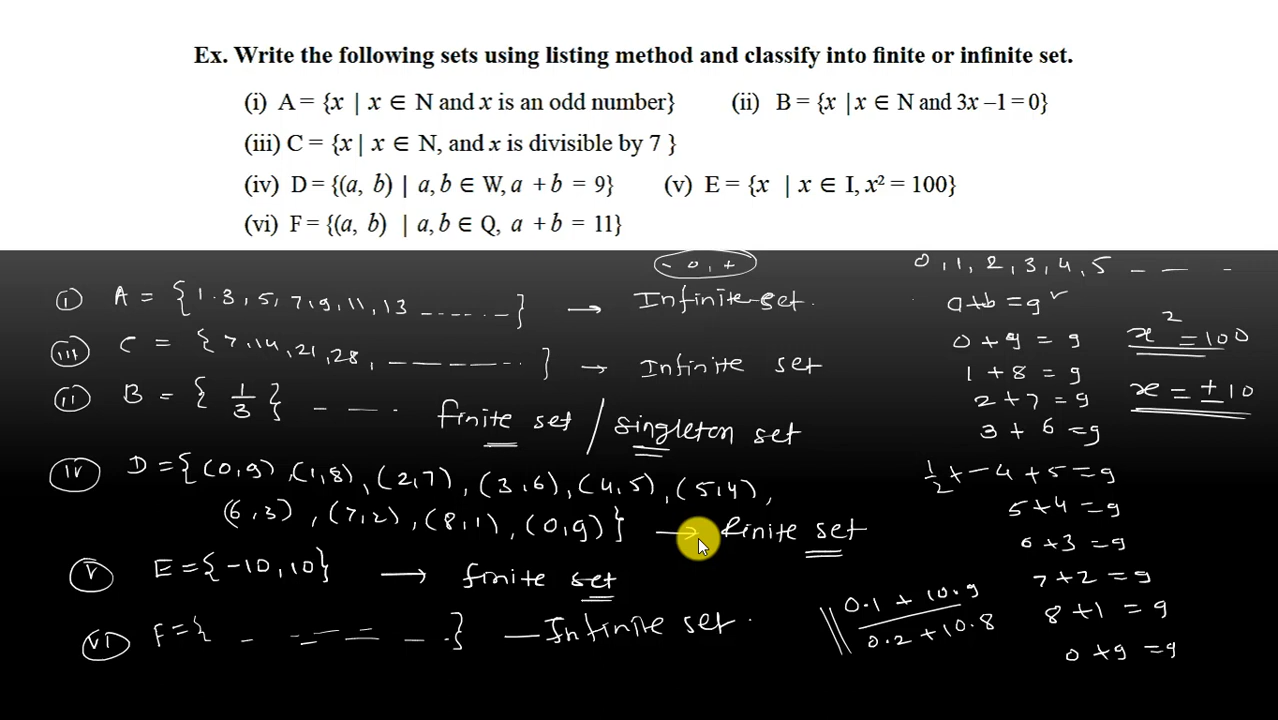 Ex. Write the following sets using listing method and classify into finite or infinite set.
(i) A = {x | x ∈ N and x is an odd number} (ii) B = {x | x ∈ N and 3x –1 = 0}
(iii) C = {x | x ∈ N, and x is divisible by 7 }
(iv) D = {(a, b) | a, b ∈ W, a + b = 9} (v) E = {x | x ∈ I, x² = 100}
(vi) F = {(a, b) | a, b ∈ Q, a + b = 11}
- 0, +
(i) A = {1.3, 5, 7, 9, 11, 13 ------} → Infinite set.
(iii) C = {7, 14, 21, 28, ------} → Infinite set
(ii) B = {1/3} - - - . finite set / singleton set
(iv) D = {(0,9), (1,8), (2,7), (3,6), (4,5), (5,4),
(6,3), (7,2), (8,1), (0,9)} → finite set
(v) E = {-10, 10} → finite set
(vi) F = { - - - - - - } — Infinite set.
0, 1, 2, 3, 4, 5 - - -
a+b = 9 ✓
0 + 9 = 9
1 + 8 = 9
2 + 7 = 9
3 + 6 = 9
1/2 + - 4 + 5 = 9
5 + 4 = 9
6 + 3 = 9
7 + 2 = 9
8 + 1 = 9
0 + 9 = 9
x² = 100
x = ± 10
0.1 + 10.9
0.2 + 10.8